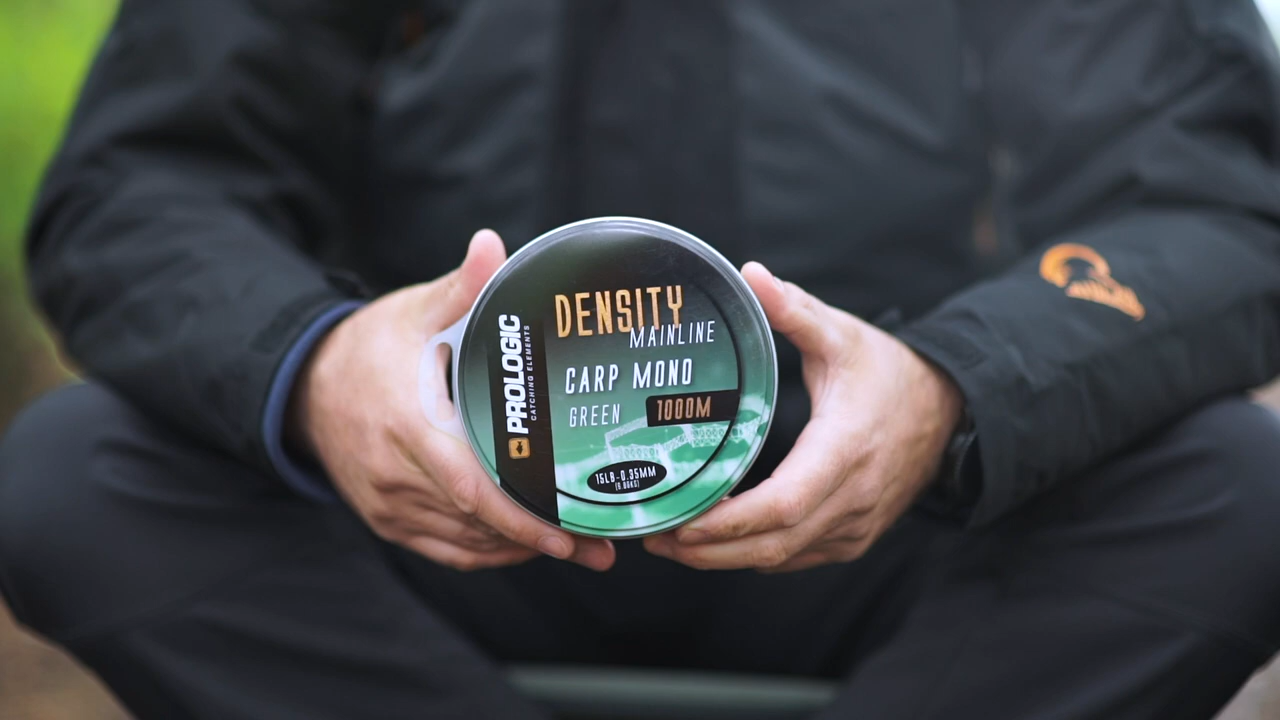 DENSITY
MAINLINE
CARP MONO
GREEN 1000M
15LB-0.35MM
PROLOGIC
CATCHING ELEMENTS